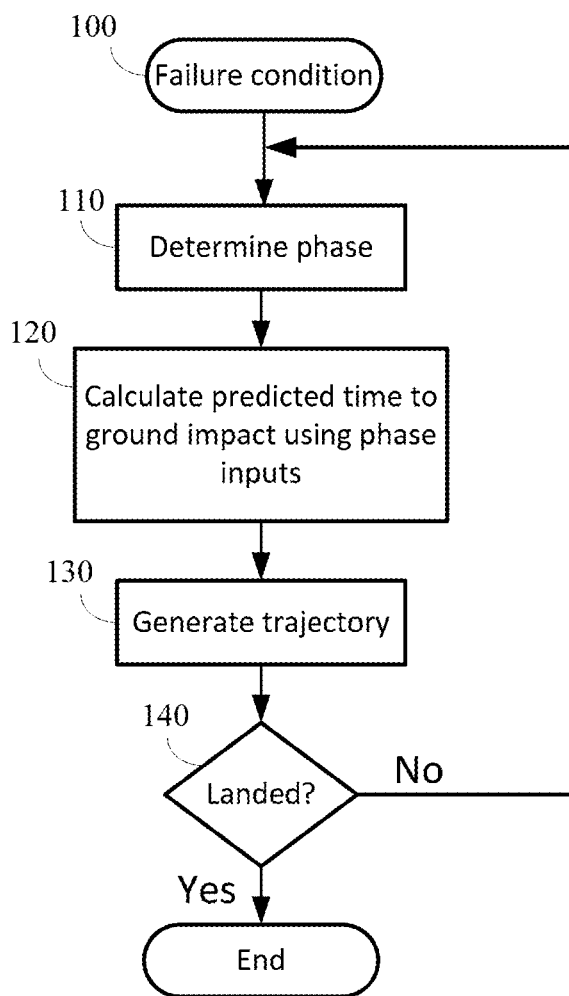 100
Failure condition
110
Determine phase
120
Calculate predicted time to
ground impact using phase
inputs
130
Generate trajectory
140
Landed?
No
Yes
End